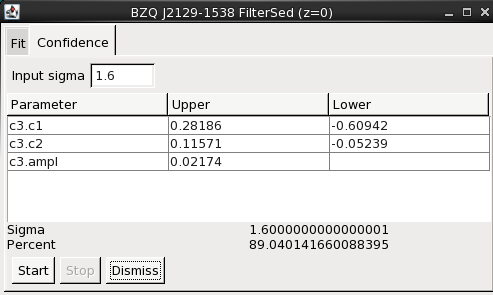 BZQ J2129-1538 FilterSed (z=0)
Fit Confidence
Input sigma 1.6
Parameter Upper Lower
c3.c1 0.28186 -0.60942
c3.c2 0.11571 -0.05239
c3.ampl 0.02174
Sigma 1.6000000000000001
Percent 89.040141660088395
Start Stop Dismiss